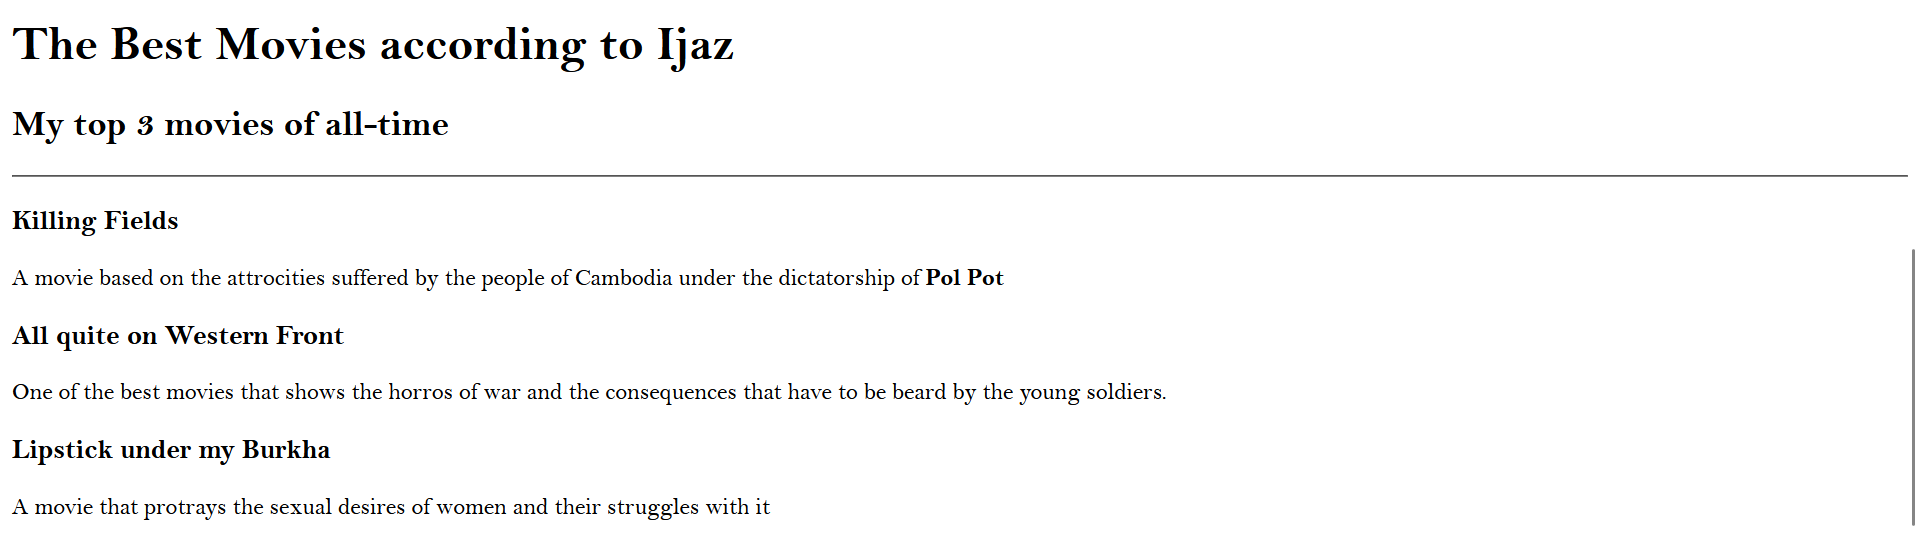 The Best Movies according to Ijaz
My top 3 movies of all-time
Killing Fields
A movie based on the attrocities suffered by the people of Cambodia under the dictatorship of Pol Pot
All quite on Western Front
One of the best movies that shows the horros of war and the consequences that have to be beard by the young soldiers.
Lipstick under my Burkha
A movie that protrays the sexual desires of women and their struggles with it